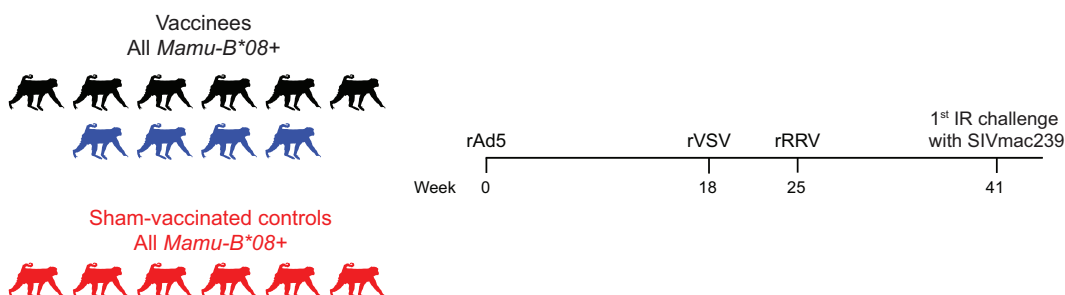 Vaccinees
All Mamu-B*08+
Sham-vaccinated controls
All Mamu-B*08+
1st IR challenge
with SIVmac239
rAd5 rVSV rRRV
Week 0 18 25 41